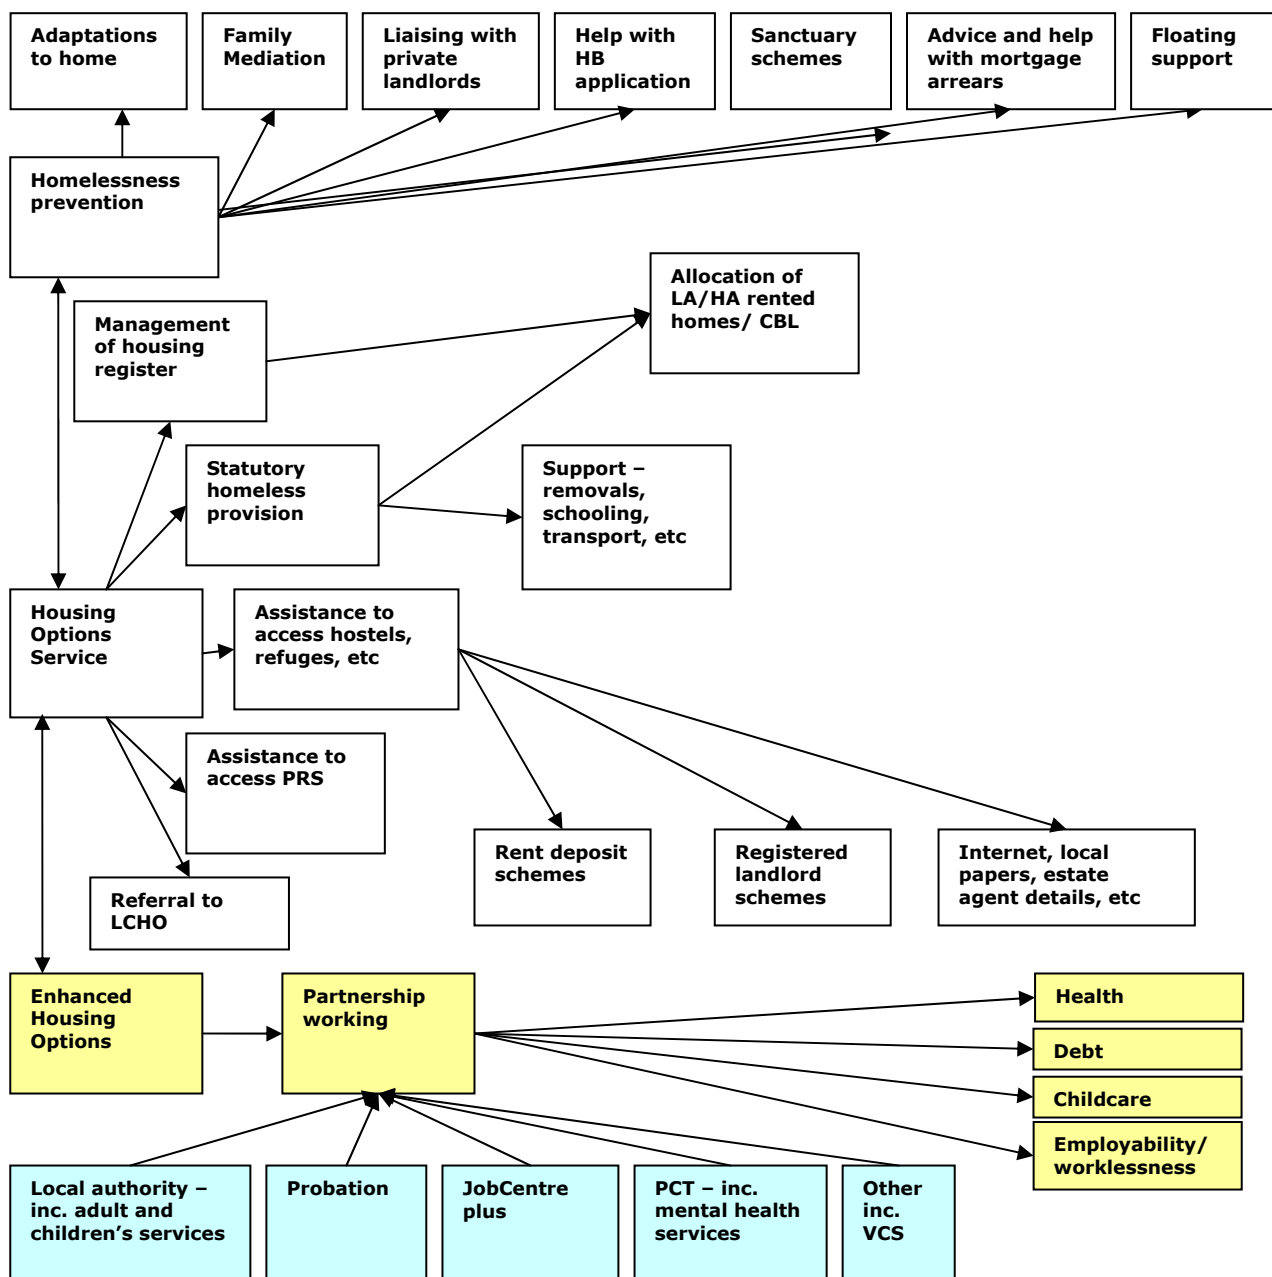 Adaptations
to home
Family
Mediation
Liaising with
private
landlords
Help with
HB
application
Sanctuary
schemes
Advice and help
with mortgage
arrears
Floating
support
Homelessness
prevention
Allocation of
LA/HA rented
homes/ CBL
Management
of housing
register
Statutory
homeless
provision
Support –
removals,
schooling,
transport, etc
Housing
Options
Service
Assistance to
access hostels,
refuges, etc
Assistance to
access PRS
Rent deposit
schemes
Registered
landlord
schemes
Internet, local
papers, estate
agent details, etc
Referral to
LCHO
Enhanced
Housing
Options
Partnership
working
Health
Debt
Childcare
Employability/
worklessness
Local authority –
inc. adult and
children’s services
Probation
JobCentre
plus
PCT – inc.
mental health
services
Other
inc.
VCS